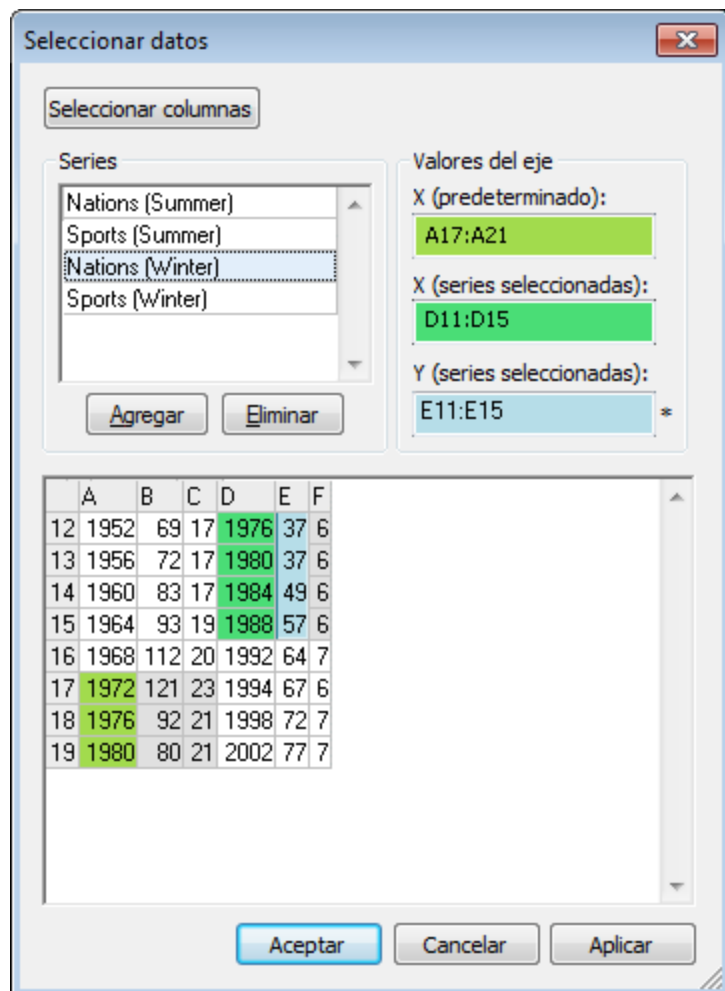 Seleccionar datos
Seleccionar columnas
Series
Nations (Summer)
Sports (Summer)
Nations (Winter)
Sports (Winter)
Agregar Eliminar
Valores del eje
X (predeterminado):
A17:A21
X (series seleccionadas):
D11:D15
Y (series seleccionadas):
E11:E15 *
A B C D E F
12 1952 69 17 1976 37 6
13 1956 72 17 1980 37 6
14 1960 83 17 1984 49 6
15 1964 93 19 1988 57 6
16 1968 112 20 1992 64 7
17 1972 121 23 1994 67 6
18 1976 92 21 1998 72 7
19 1980 80 21 2002 77 7
Aceptar Cancelar Aplicar